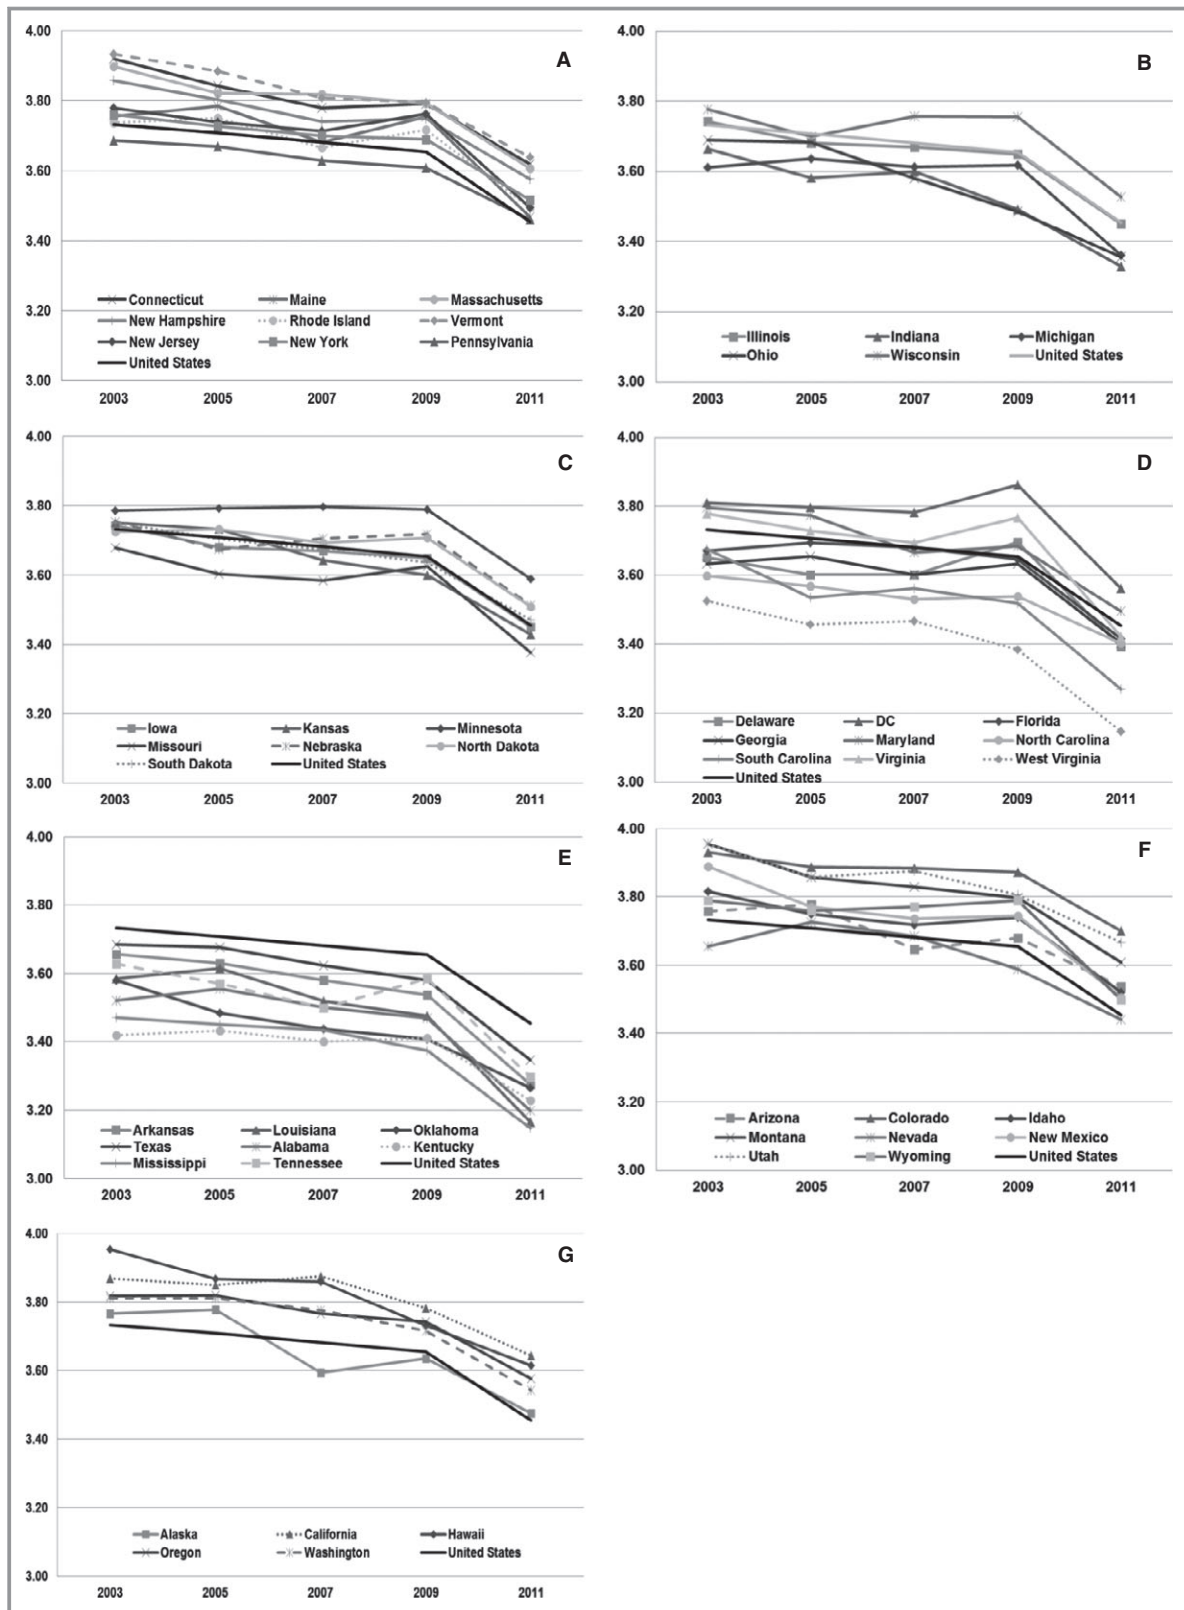 A
4.00
3.80
3.60
3.40
3.20
3.00
Connecticut Maine Massachusetts
New Hampshire Rhode Island Vermont
New Jersey New York Pennsylvania
United States
2003 2005 2007 2009 2011
B
4.00
3.80
3.60
3.40
3.20
3.00
Illinois Indiana Michigan
Ohio Wisconsin United States
2003 2005 2007 2009 2011
C
4.00
3.80
3.60
3.40
3.20
3.00
Iowa Kansas Minnesota
Missouri Nebraska North Dakota
South Dakota United States
2003 2005 2007 2009 2011
D
4.00
3.80
3.60
3.40
3.20
3.00
Delaware DC Florida
Georgia Maryland North Carolina
South Carolina Virginia West Virginia
United States
2003 2005 2007 2009 2011
E
4.00
3.80
3.60
3.40
3.20
3.00
Arkansas Louisiana Oklahoma
Texas Alabama Kentucky
Mississippi Tennessee United States
2003 2005 2007 2009 2011
F
4.00
3.80
3.60
3.40
3.20
3.00
Arizona Colorado Idaho
Montana Nevada New Mexico
Utah Wyoming United States
2003 2005 2007 2009 2011
G
4.00
3.80
3.60
3.40
3.20
3.00
Alaska California Hawaii
Oregon Washington United States
2003 2005 2007 2009 2011